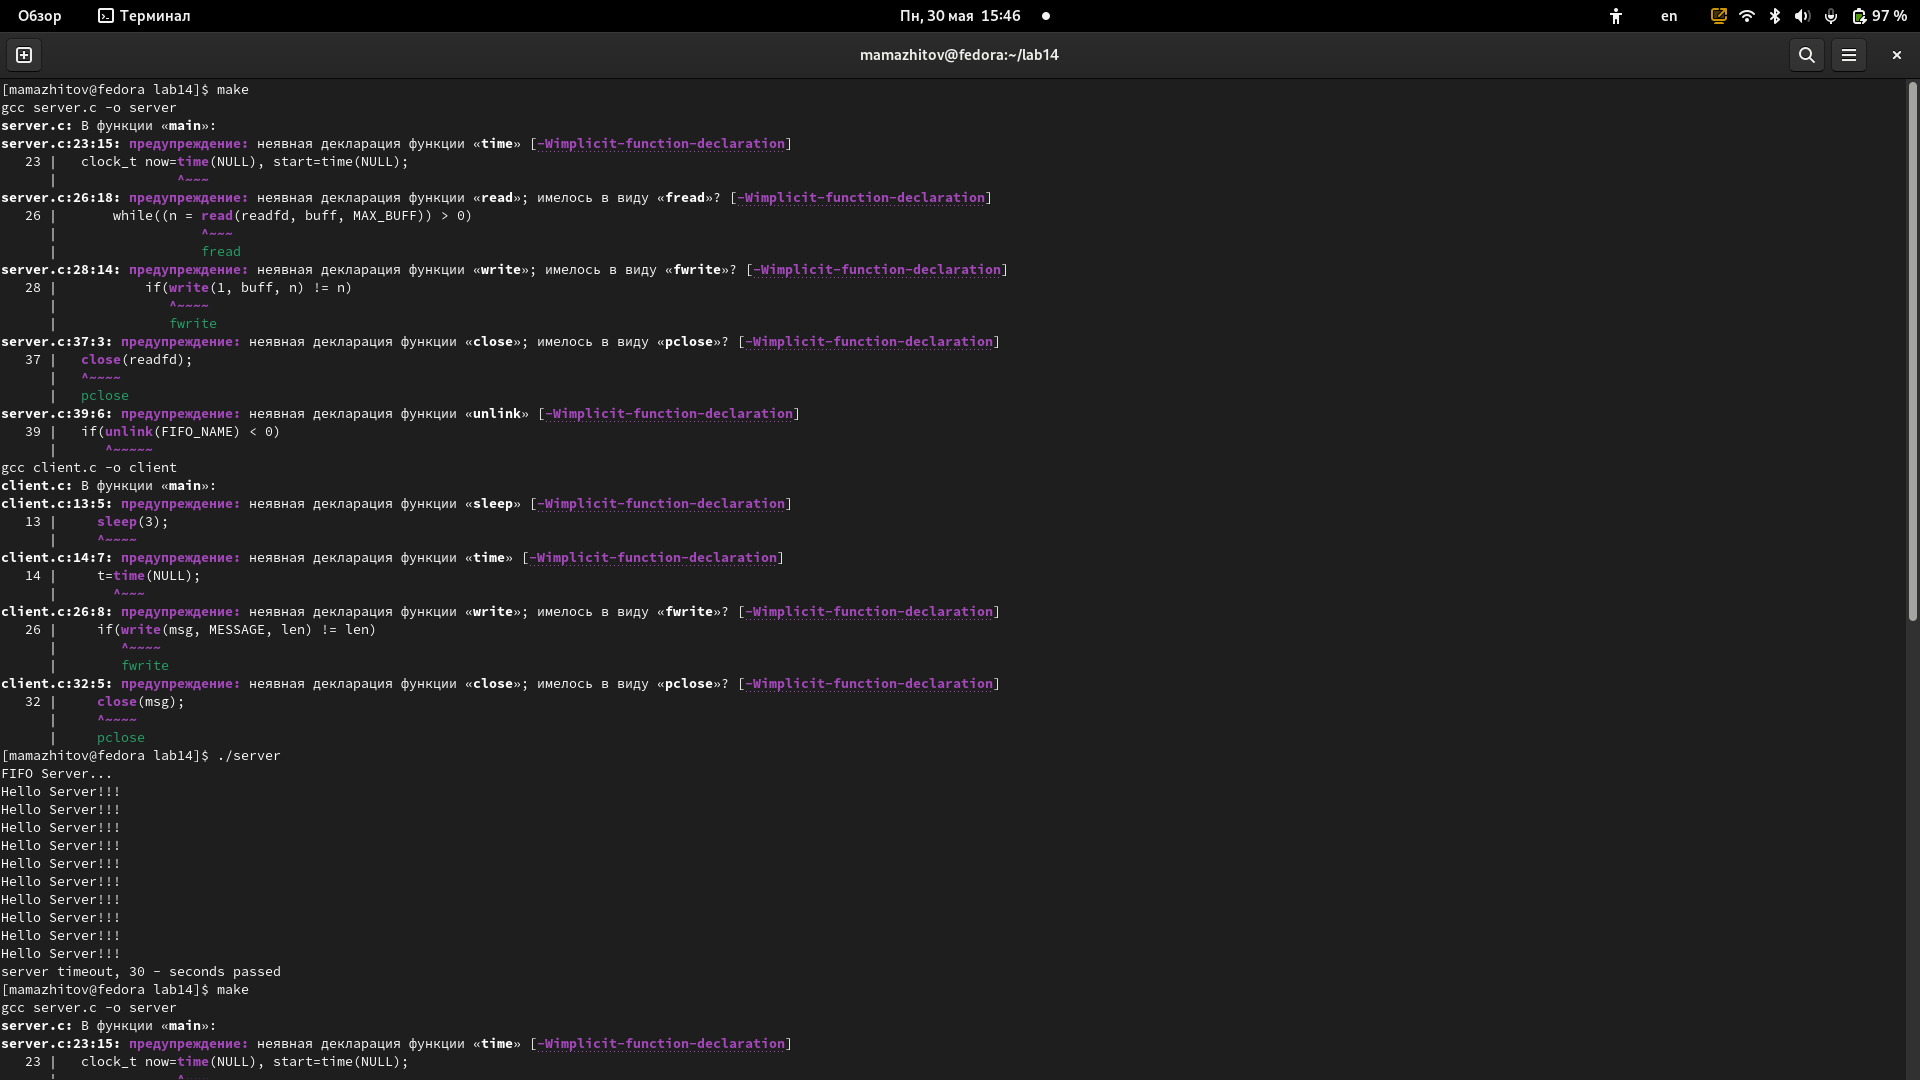 Обзор Терминал Пн, 30 мая 15:46 en 97 %
mamazhitov@fedora:~/lab14
[mamazhitov@fedora lab14]$ make
gcc server.c -o server
server.c: В функции «main»:
server.c:23:15: предупреждение: неявная декларация функции «time» [-Wimplicit-function-declaration]
   23 |   clock_t now=time(NULL), start=time(NULL);
      |               ^~~~
server.c:26:18: предупреждение: неявная декларация функции «read»; имелось в виду «fread»? [-Wimplicit-function-declaration]
   26 |       while((n = read(readfd, buff, MAX_BUFF)) > 0)
      |                  ^~~~
      |                  fread
server.c:28:14: предупреждение: неявная декларация функции «write»; имелось в виду «fwrite»? [-Wimplicit-function-declaration]
   28 |           if(write(1, buff, n) != n)
      |              ^~~~~
      |              fwrite
server.c:37:3: предупреждение: неявная декларация функции «close»; имелось в виду «pclose»? [-Wimplicit-function-declaration]
   37 |   close(readfd);
      |   ^~~~~
      |   pclose
server.c:39:6: предупреждение: неявная декларация функции «unlink» [-Wimplicit-function-declaration]
   39 |   if(unlink(FIFO_NAME) < 0)
      |      ^~~~~~
gcc client.c -o client
client.c: В функции «main»:
client.c:13:5: предупреждение: неявная декларация функции «sleep» [-Wimplicit-function-declaration]
   13 |     sleep(3);
      |     ^~~~~
client.c:14:7: предупреждение: неявная декларация функции «time» [-Wimplicit-function-declaration]
   14 |     t=time(NULL);
      |       ^~~~
client.c:26:8: предупреждение: неявная декларация функции «write»; имелось в виду «fwrite»? [-Wimplicit-function-declaration]
   26 |     if(write(msg, MESSAGE, len) != len)
      |        ^~~~~
      |        fwrite
client.c:32:5: предупреждение: неявная декларация функции «close»; имелось в виду «pclose»? [-Wimplicit-function-declaration]
   32 |     close(msg);
      |     ^~~~~
      |     pclose
[mamazhitov@fedora lab14]$ ./server
FIFO Server...
Hello Server!!!
Hello Server!!!
Hello Server!!!
Hello Server!!!
Hello Server!!!
Hello Server!!!
Hello Server!!!
Hello Server!!!
Hello Server!!!
Hello Server!!!
server timeout, 30 - seconds passed
[mamazhitov@fedora lab14]$ make
gcc server.c -o server
server.c: В функции «main»:
server.c:23:15: предупреждение: неявная декларация функции «time» [-Wimplicit-function-declaration]
   23 |   clock_t now=time(NULL), start=time(NULL);